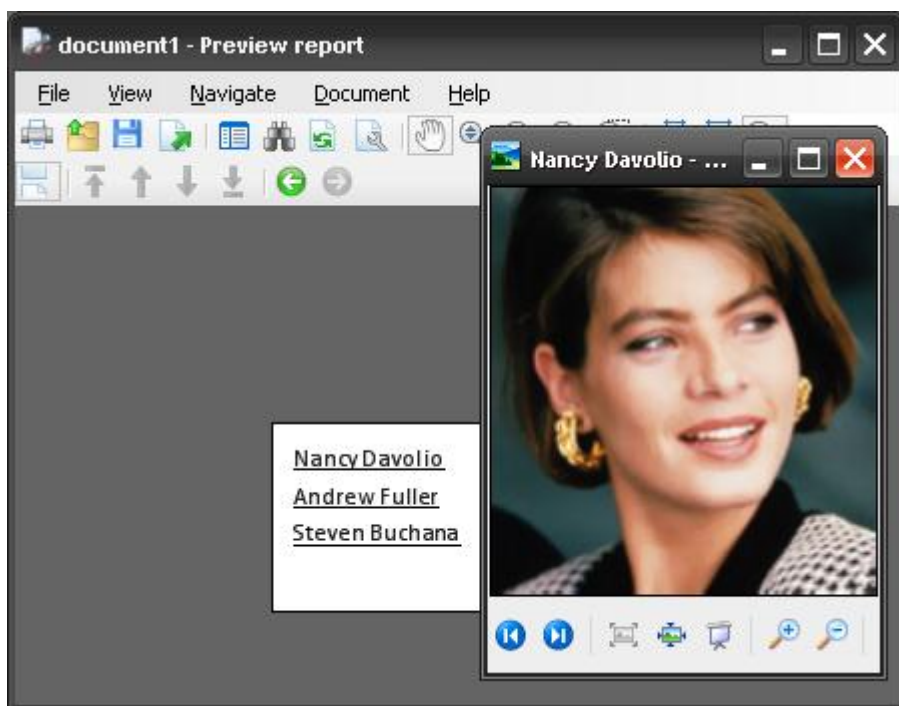 document1 - Preview report
File View Navigate Document Help
Nancy Davolio - ...
Nancy Davolio
Andrew Fuller
Steven Buchana